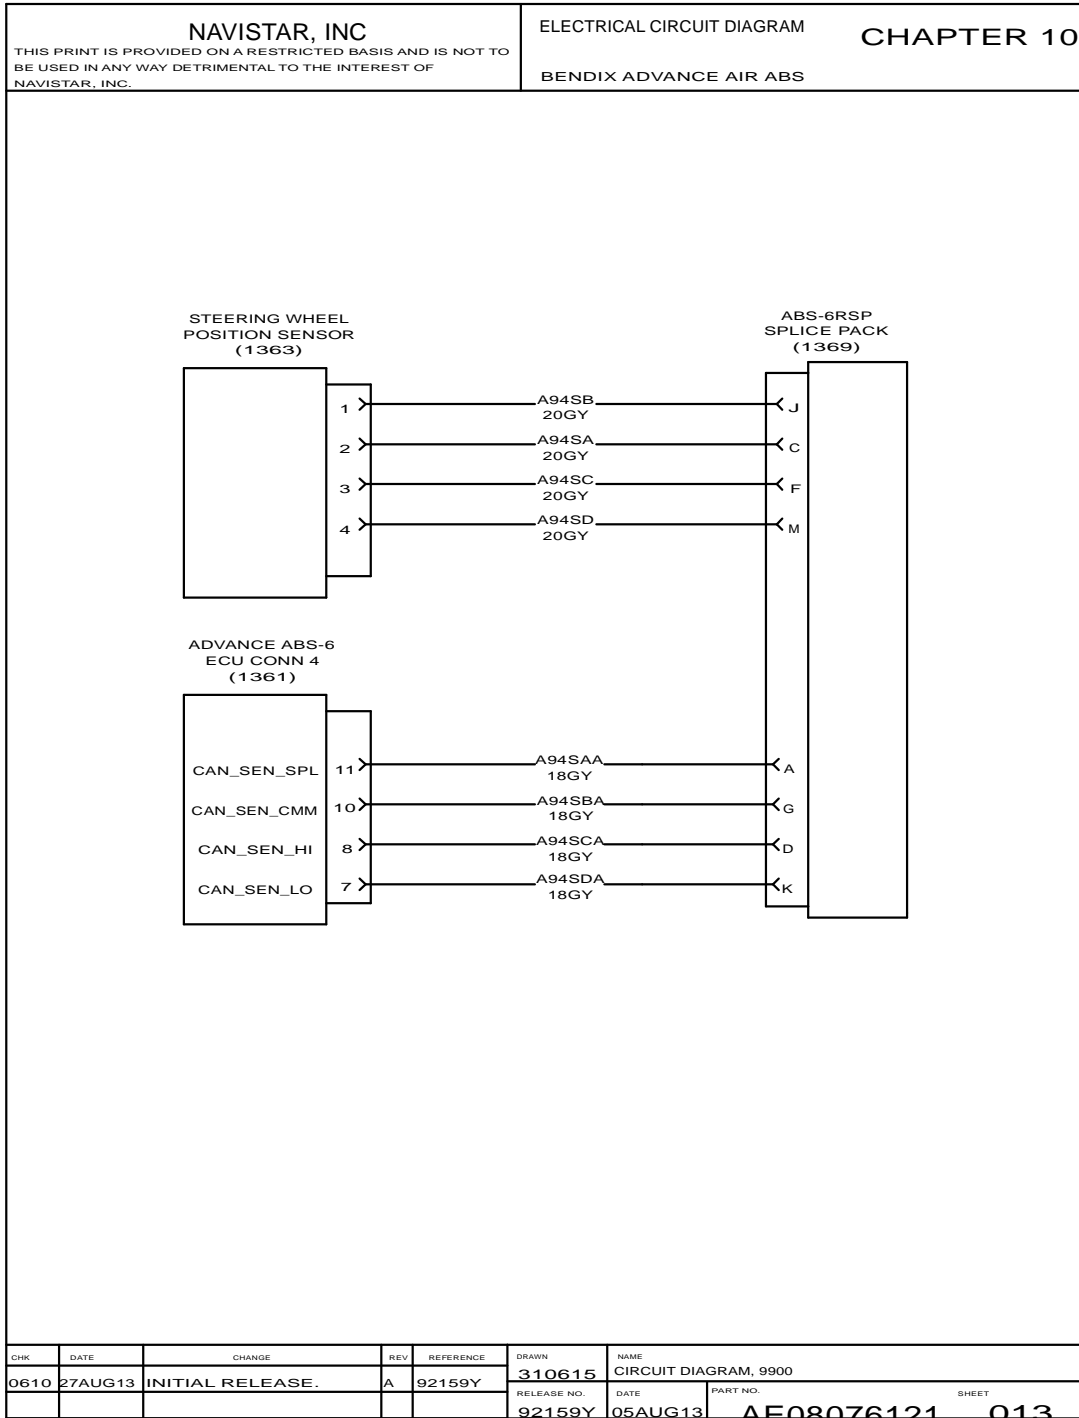 NAVISTAR, INC
THIS PRINT IS PROVIDED ON A RESTRICTED BASIS AND IS NOT TO
BE USED IN ANY WAY DETRIMENTAL TO THE INTEREST OF
NAVISTAR, INC.
ELECTRICAL CIRCUIT DIAGRAM
BENDIX ADVANCE AIR ABS
CHAPTER 10
STEERING WHEEL
POSITION SENSOR
(1363)
ABS-6RSP
SPLICE PACK
(1369)
1 A94SB J
20GY
2 A94SA C
20GY
3 A94SC F
20GY
4 A94SD M
20GY
ADVANCE ABS-6
ECU CONN 4
(1361)
CAN_SEN_SPL 11 A94SAA A
18GY
CAN_SEN_CMM 10 A94SBA G
18GY
CAN_SEN_HI 8 A94SCA D
18GY
CAN_SEN_LO 7 A94SDA K
18GY
CHK DATE CHANGE REV REFERENCE
0610 27AUG13 INITIAL RELEASE. A 92159Y
DRAWN NAME
310615 CIRCUIT DIAGRAM, 9900
RELEASE NO. DATE PART NO. SHEET
92159Y 05AUG13 AE08076121 013